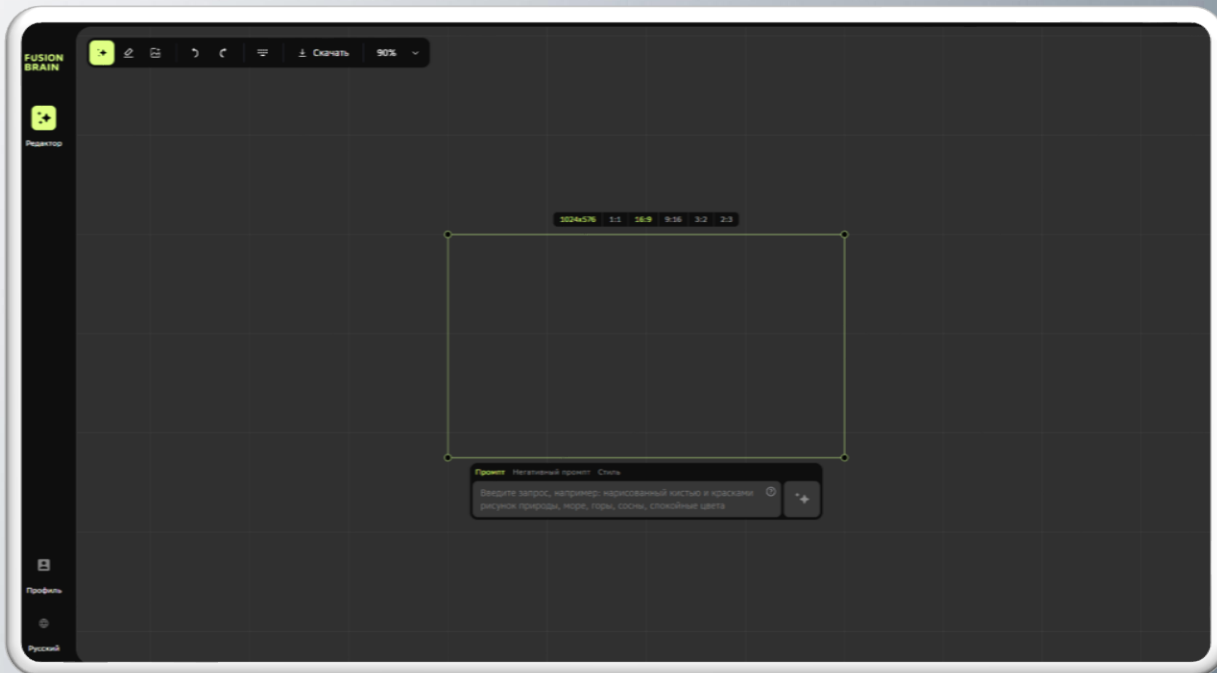 FUSION
BRAIN
Редактор
Скачать 90%
1024x576 1:1 16:9 9:16 3:2 2:3
Промпт Негативный промпт Стиль
Введите запрос, например: нарисованный кистью и красками
рисунок природы, море, горы, сосны, спокойные цвета
Профиль
Русский